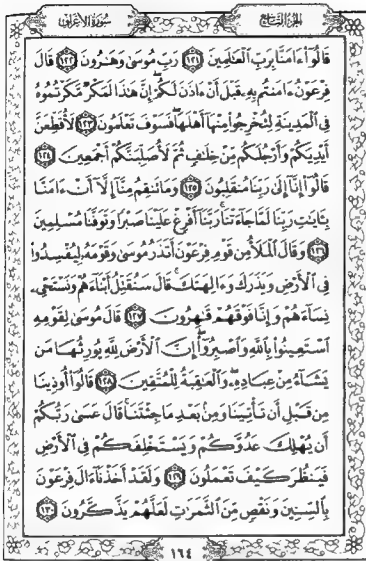 الجزء التاسع
سورة الأعراف
قَالُوٓاْ ءَامَنَّا بِرَبِّ ٱلْعَٰلَمِينَ ١٢١ رَبِّ مُوسَىٰ وَهَٰرُونَ ١٢٢ قَالَ
فِرْعَوْنُ ءَامَنتُم بِهِۦ قَبْلَ أَنْ ءَاذَنَ لَكُمْ إِنَّ هَٰذَا لَمَكْرٌ مَّكَرْتُمُوهُ
فِى ٱلْمَدِينَةِ لِتُخْرِجُواْ مِنْهَآ أَهْلَهَا فَسَوْفَ تَعْلَمُونَ ١٢٣ لَأُقَطِّعَنَّ
أَيْدِيَكُمْ وَأَرْجُلَكُم مِّنْ خِلَٰفٍ ثُمَّ لَأُصَلِّبَنَّكُمْ أَجْمَعِينَ ١٢٤
قَالُوٓاْ إِنَّآ إِلَىٰ رَبِّنَا مُنقَلِبُونَ ١٢٥ وَمَا تَنقِمُ مِنَّآ إِلَّآ أَنْ ءَامَنَّا
بِـَٔايَٰتِ رَبِّنَا لَمَّا جَآءَتْنَا رَبَّنَآ أَفْرِغْ عَلَيْنَا صَبْرًا وَتَوَفَّنَا مُسْلِمِينَ
١٢٦ وَقَالَ ٱلْمَلَأُ مِن قَوْمِ فِرْعَوْنَ أَتَذَرُ مُوسَىٰ وَقَوْمَهُۥ لِيُفْسِدُواْ
فِى ٱلْأَرْضِ وَيَذَرَكَ وَءَالِهَتَكَ قَالَ سَنُقَتِّلُ أَبْنَآءَهُمْ وَنَسْتَحْىِۦ
نِسَآءَهُمْ وَإِنَّا فَوْقَهُمْ قَٰهِرُونَ ١٢٧ قَالَ مُوسَىٰ لِقَوْمِهِ
ٱسْتَعِينُواْ بِٱللَّهِ وَٱصْبِرُوٓاْ إِنَّ ٱلْأَرْضَ لِلَّهِ يُورِثُهَا مَن
يَشَآءُ مِنْ عِبَادِهِۦ وَٱلْعَٰقِبَةُ لِلْمُتَّقِينَ ١٢٨ قَالُوٓاْ أُوذِينَا
مِن قَبْلِ أَن تَأْتِيَنَا وَمِنۢ بَعْدِ مَا جِئْتَنَا قَالَ عَسَىٰ رَبُّكُمْ
أَن يُهْلِكَ عَدُوَّكُمْ وَيَسْتَخْلِفَكُمْ فِى ٱلْأَرْضِ
فَيَنظُرَ كَيْفَ تَعْمَلُونَ ١٢٩ وَلَقَدْ أَخَذْنَآ ءَالَ فِرْعَوْنَ
بِٱلسِّنِينَ وَنَقْصٍ مِّنَ ٱلثَّمَرَٰتِ لَعَلَّهُمْ يَذَّكَّرُونَ ١٣٠
١٦٤